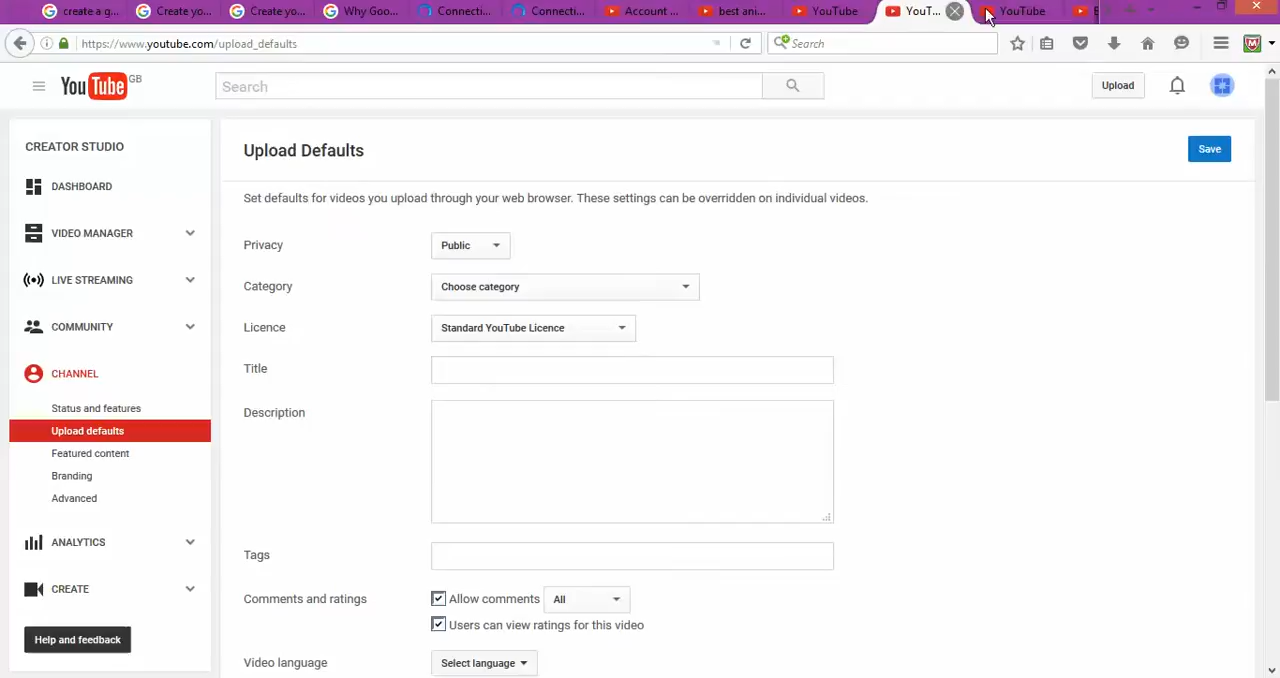 create a g...
Create yo...
Create yo...
Why Goo...
Connecti...
Connecti...
Account ...
best ani...
YouTube
YouT...
YouTube
https://www.youtube.com/upload_defaults
Search
YouTube GB
Search
Upload
CREATOR STUDIO
DASHBOARD
VIDEO MANAGER
LIVE STREAMING
COMMUNITY
CHANNEL
Status and features
Upload defaults
Featured content
Branding
Advanced
ANALYTICS
CREATE
Help and feedback
Upload Defaults
Save
Set defaults for videos you upload through your web browser. These settings can be overridden on individual videos.
Privacy
Public
Category
Choose category
Licence
Standard YouTube Licence
Title
Description
Tags
Comments and ratings
Allow comments
All
Users can view ratings for this video
Video language
Select language